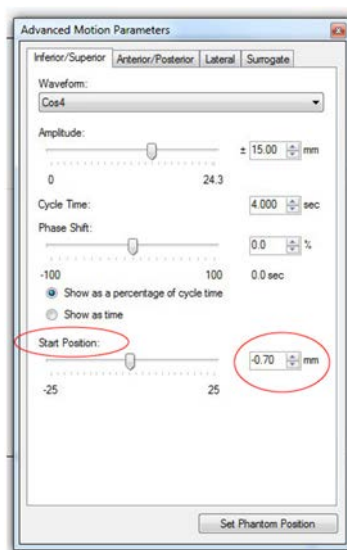 Advanced Motion Parameters
Inferior/Superior Anterior/Posterior Lateral Surrogate
Waveform:
Cos4
Amplitude:
± 15.00 mm
0 24.3
Cycle Time: 4.000 sec
Phase Shift:
0.0 %
-100 100 0.0 sec
Show as a percentage of cycle time
Show as time
Start Position:
-0.70 mm
-25 25
Set Phantom Position